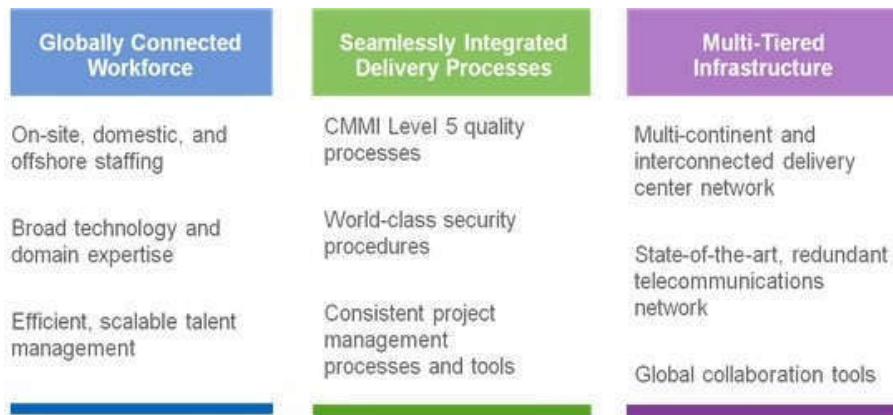 Globally Connected
Workforce
On-site, domestic, and
offshore staffing
Broad technology and
domain expertise
Efficient, scalable talent
management
Seamlessly Integrated
Delivery Processes
CMMI Level 5 quality
processes
World-class security
procedures
Consistent project
management
processes and tools
Multi-Tiered
Infrastructure
Multi-continent and
interconnected delivery
center network
State-of-the-art, redundant
telecommunications
network
Global collaboration tools